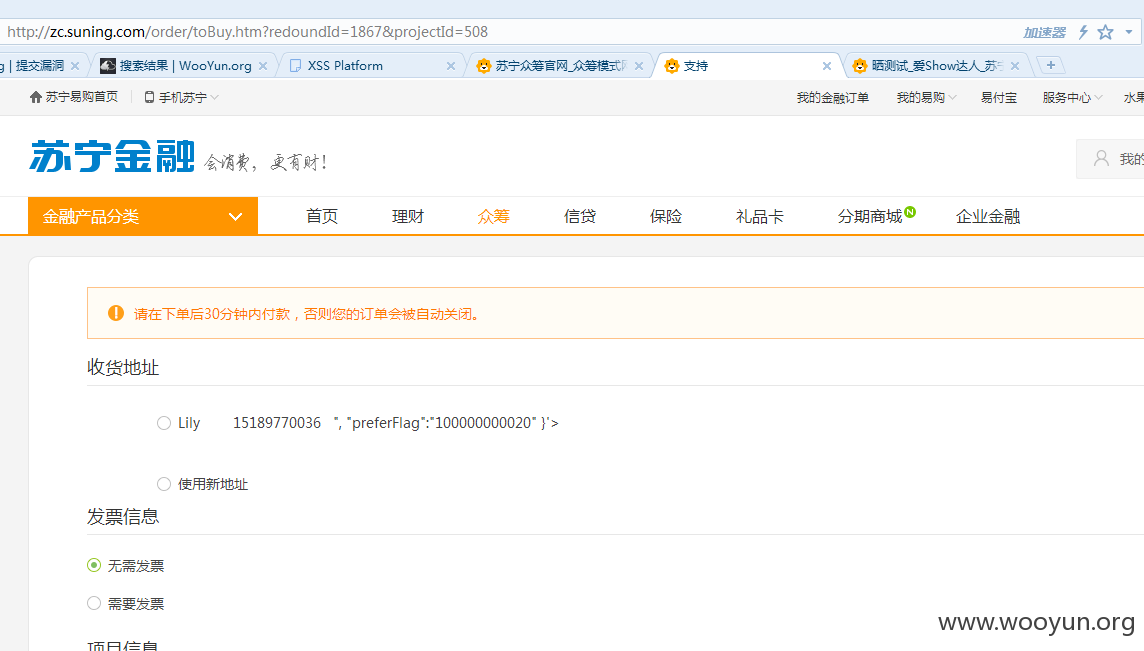 http://zc.suning.com/order/toBuy.htm?redoundId=1867&projectID=508 加速器
g | 提交漏洞 搜索结果 | WooYun.org XSS Platform 苏宁众筹官网_众筹模式 支持 晒测试_爱Show达人_苏
苏宁易购首页 手机苏宁 我的金融订单 我的易购 易付宝 服务中心 水果
苏宁金融 会消费，更有财！ 我的
金融产品分类 首页 理财 众筹 信贷 保险 礼品卡 分期商城 N 企业金融
请在下单后30分钟内付款，否则您的订单会被自动关闭。
收货地址
Lily 15189770036 ", "preferFlag":"100000000020" }'>
使用新地址
发票信息
无需发票
需要发票
www.wooyun.org
项目信息